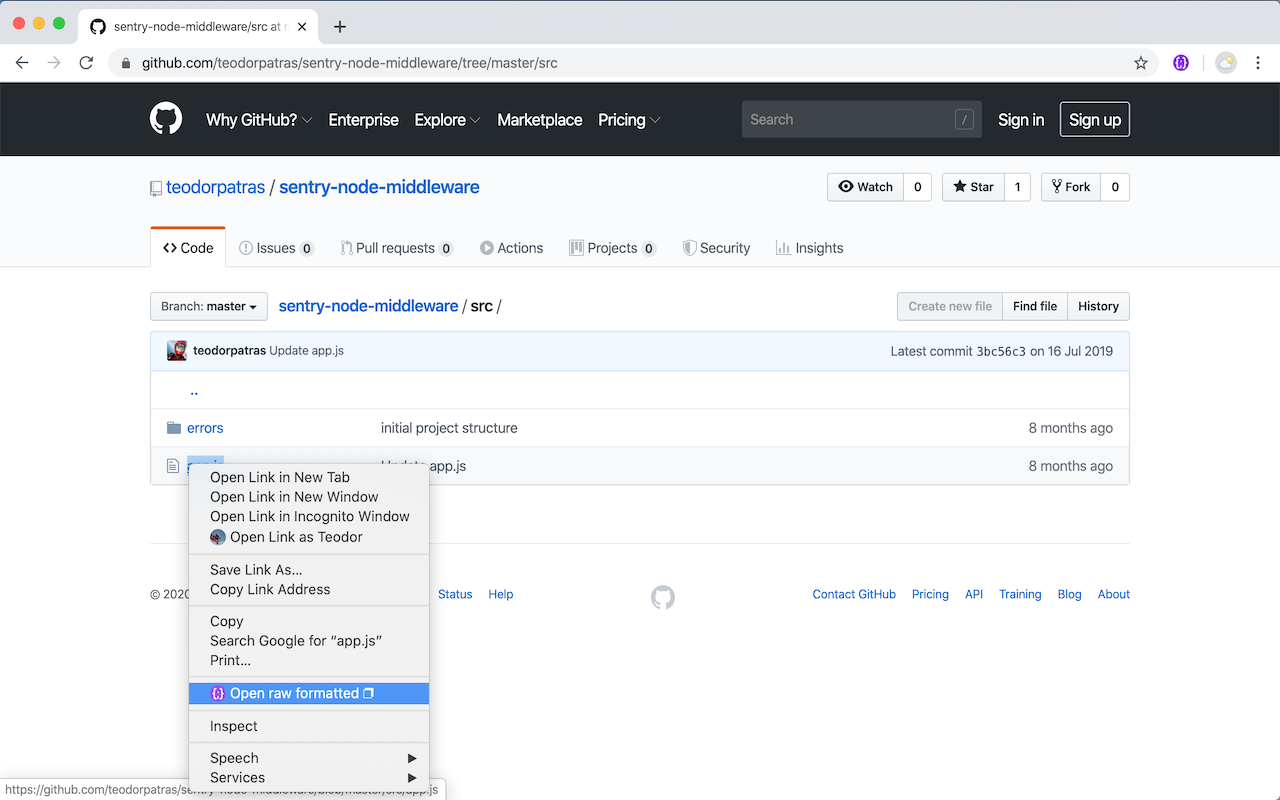 sentry-node-middleware/src at
github.com/teodorpatras/sentry-node-middleware/tree/master/src
Why GitHub? Enterprise Explore Marketplace Pricing Search / Sign in Sign up
teodorpatras / sentry-node-middleware Watch 0 Star 1 Fork 0
Code Issues 0 Pull requests 0 Actions Projects 0 Security Insights
Branch: master sentry-node-middleware / src / Create new file Find file History
teodorpatras Update app.js Latest commit 3bc56c3 on 16 Jul 2019
..
errors initial project structure 8 months ago
app.js Update app.js 8 months ago
Open Link in New Tab
Open Link in New Window
Open Link in Incognito Window
Open Link as Teodor
Save Link As...
Copy Link Address
Copy
Search Google for “app.js”
Print...
Open raw formatted
Inspect
Speech
Services
© 2020 Status Help Contact GitHub Pricing API Training Blog About
https://github.com/teodorpatras/sentry-node-middleware/blob/master/src/app.js